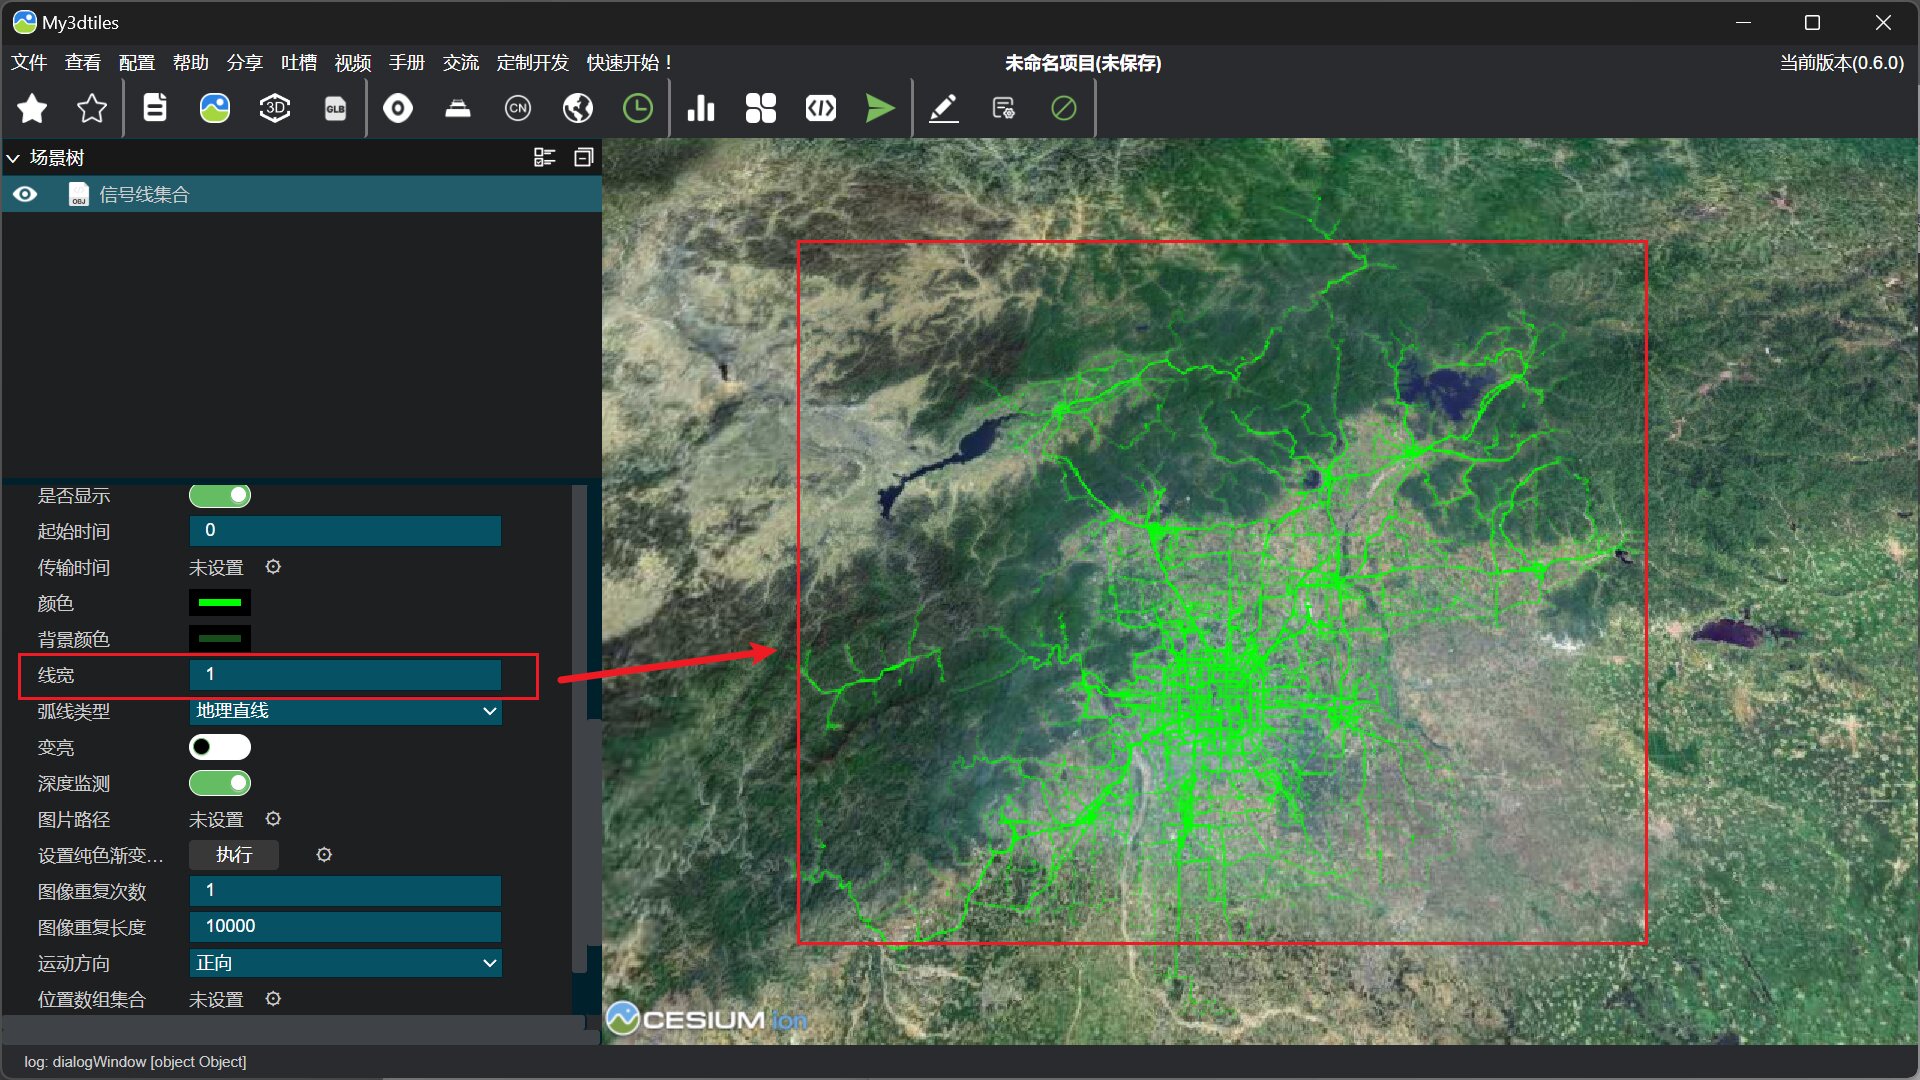 My3dtiles
文件 查看 配置 帮助 分享 吐槽 视频 手册 交流 定制开发 快速开始！
未命名项目(未保存)
当前版本(0.6.0)
3D
GLB
CN
场景树
OBJ
信号线集合
是否显示
起始时间 0
传输时间 未设置
颜色
背景颜色
线宽 1
弧线类型 地理直线
变亮
深度监测
图片路径 未设置
设置纯色渐变... 执行
图像重复次数 1
图像重复长度 10000
运动方向 正向
位置数组集合 未设置
CESIUM ion
log: dialogWindow [object Object]